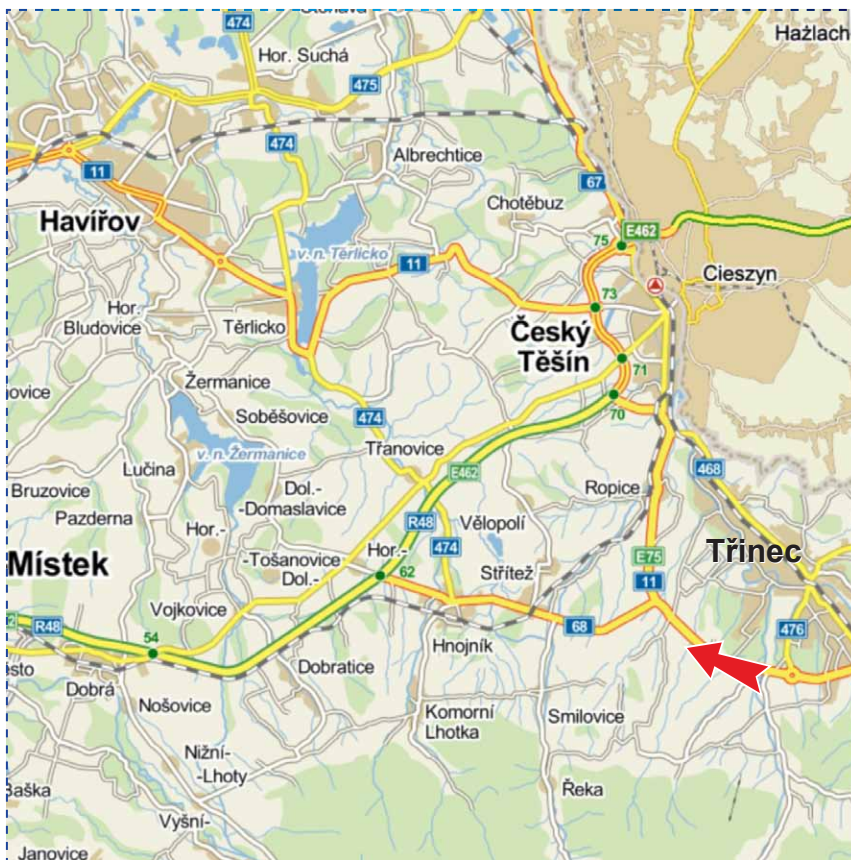 Stonava
474
Hažlach
Hor. Suchá
475
474
Albrechtice
67
11
Chotěbuz
Havířov
E462
75
v. n. Těrlicko
11
Cieszyn
73
Hor.
Bludovice
Těrlicko
Český
Těšín
71
Žermanice
70
Soběšovice
474
Třanovice
v. n. Žermanice
E462
468
Lučina
Bruzovice
Dol.-
-Domaslavice
Ropice
Pazderna
R48
Vělopolí
Hor.-
Hor.-
474
Třinec
-Tošanovice
Dol.-
62
E75
Místek
Střítež
11
Vojkovice
R48
68
476
54
Hnojník
Dobratice
Dobrá
Nošovice
Komorní
Lhotka
Smilovice
Nižní-
-Lhoty
Řeka
Baška
Vyšní-
Janovice